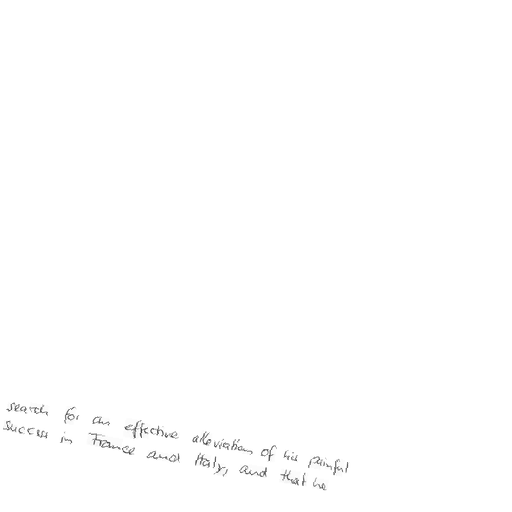 search for an effective alleviation of his painful
success in France and Italy, and that he